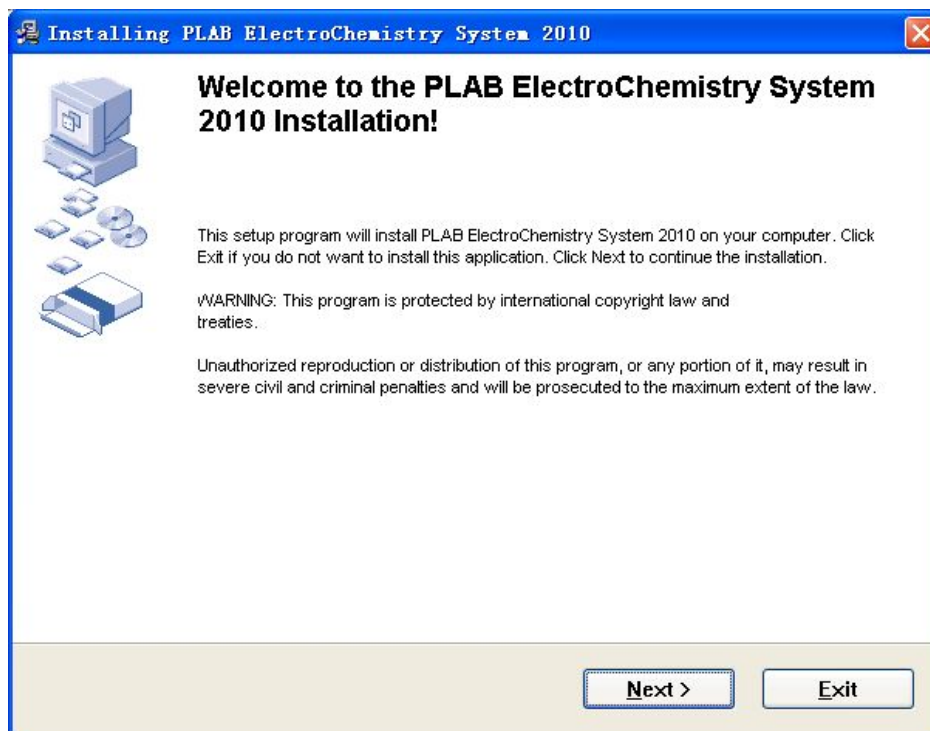 Installing PLAB ElectroChemistry System 2010
Welcome to the PLAB ElectroChemistry System
2010 Installation!
This setup program will install PLAB ElectroChemistry System 2010 on your computer. Click
Exit if you do not want to install this application. Click Next to continue the installation.
WARNING: This program is protected by international copyright law and
treaties.
Unauthorized reproduction or distribution of this program, or any portion of it, may result in
severe civil and criminal penalties and will be prosecuted to the maximum extent of the law.
Next >
Exit